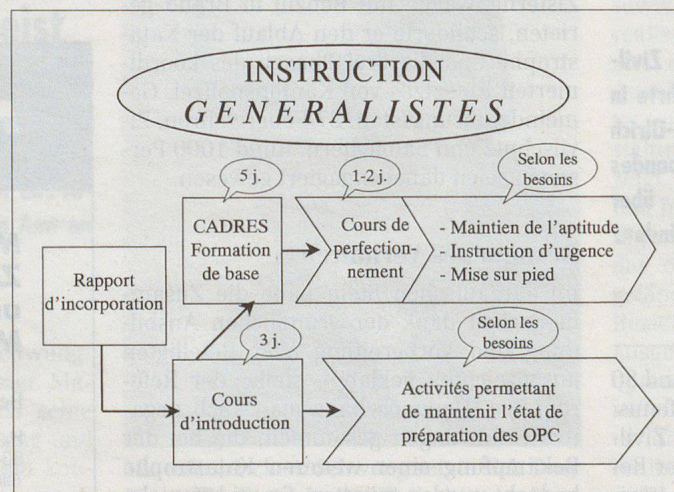 INSTRUCTION
GENERALISTES
5 j.
1-2 j.
Selon les
besoins
CADRES
Formation
de base
Cours de
perfection-
nement
- Maintien de l'aptitude
- Instruction d'urgence
- Mise sur pied
Rapport
d'incorporation
3 j.
Selon les
besoins
Cours
d'introduction
Activités permettant
de maintenir l'état de
préparation des OPC